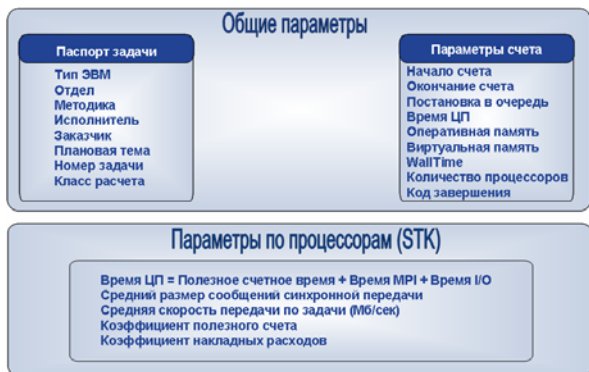 Общие параметры
Паспорт задачи
Тип ЭВМ
Отдел
Методика
Исполнитель
Заказчик
Плановая тема
Номер задачи
Класс расчета
Параметры счета
Начало счета
Окончание счета
Постановка в очередь
Время ЦП
Оперативная память
Виртуальная память
WallTime
Количество процессоров
Код завершения
Параметры по процессорам (STK)
Время ЦП = Полезное счетное время + Время MPI + Время I/O
Средний размер сообщений синхронной передачи
Средняя скорость передачи по задачи (Мб/сек)
Коэффициент полезного счета
Коэффициент накладных расходов